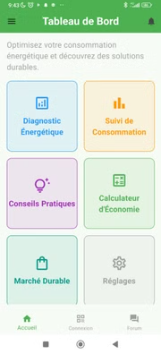 9:43
Tableau de Bord
Optimisez votre consommation
énergétique et découvrez des solutions
durables.
Diagnostic
Énergétique
Suivi de
Consommation
Conseils Pratiques
Calculateur
d'Économie
Marché Durable
Réglages
Accueil
Connexion
Forum